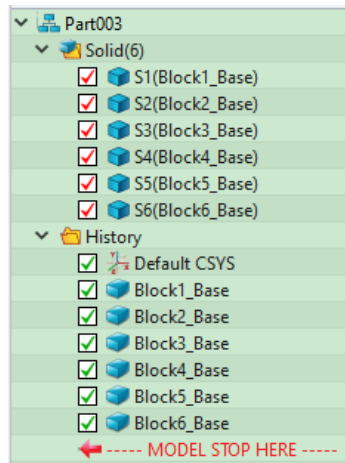 Part003
Solid(6)
S1(Block1_Base)
S2(Block2_Base)
S3(Block3_Base)
S4(Block4_Base)
S5(Block5_Base)
S6(Block6_Base)
History
Default CSYS
Block1_Base
Block2_Base
Block3_Base
Block4_Base
Block5_Base
Block6_Base
----- MODEL STOP HERE -----